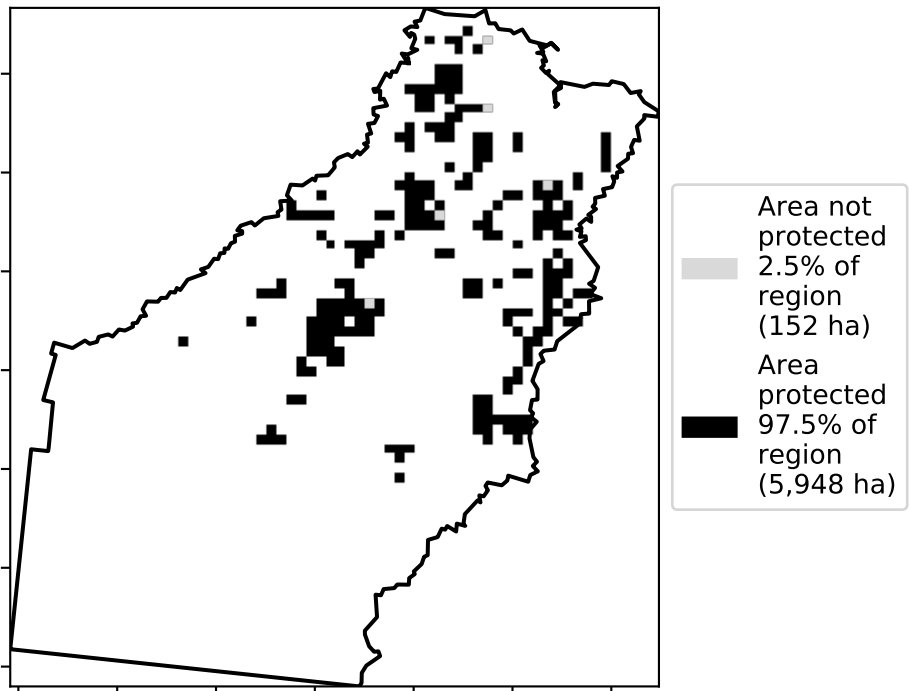 Area not
protected
2.5% of
region
(152 ha)
Area
protected
97.5% of
region
(5,948 ha)